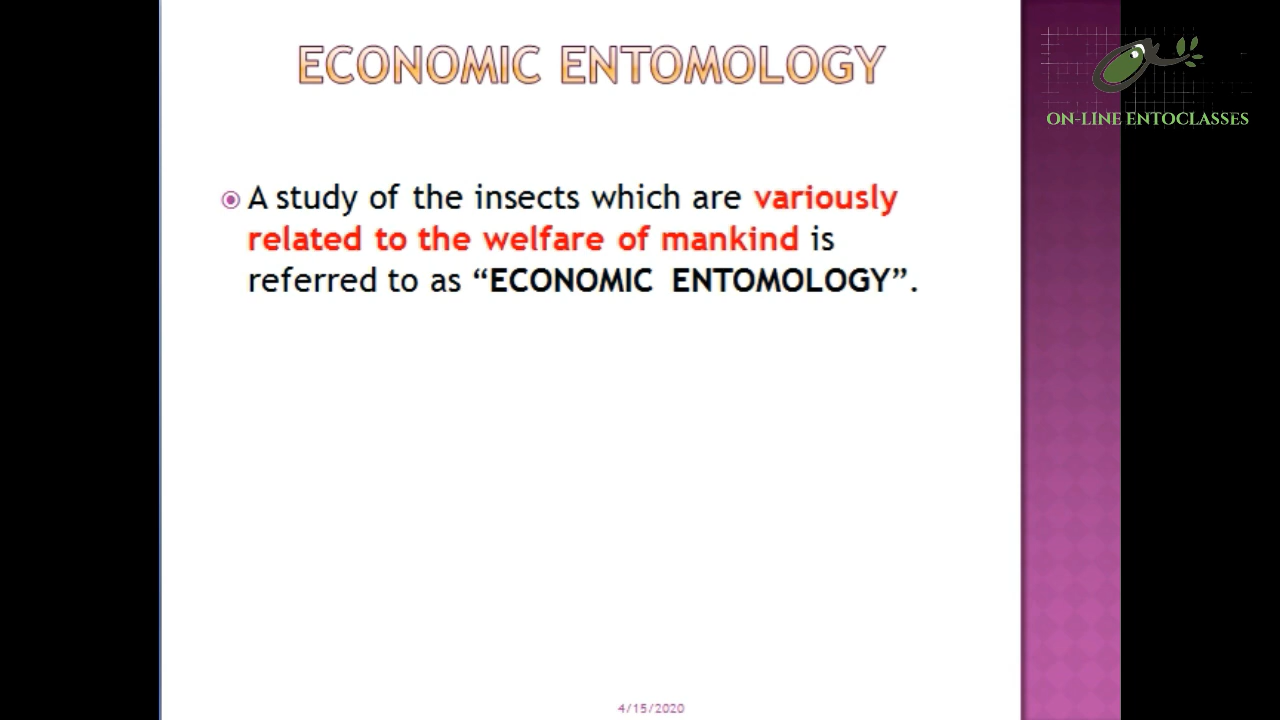 ECONOMIC ENTOMOLOGY
ON-LINE ENTOCLASSES
A study of the insects which are variously
related to the welfare of mankind is
referred to as “ECONOMIC ENTOMOLOGY”.
4/15/2020